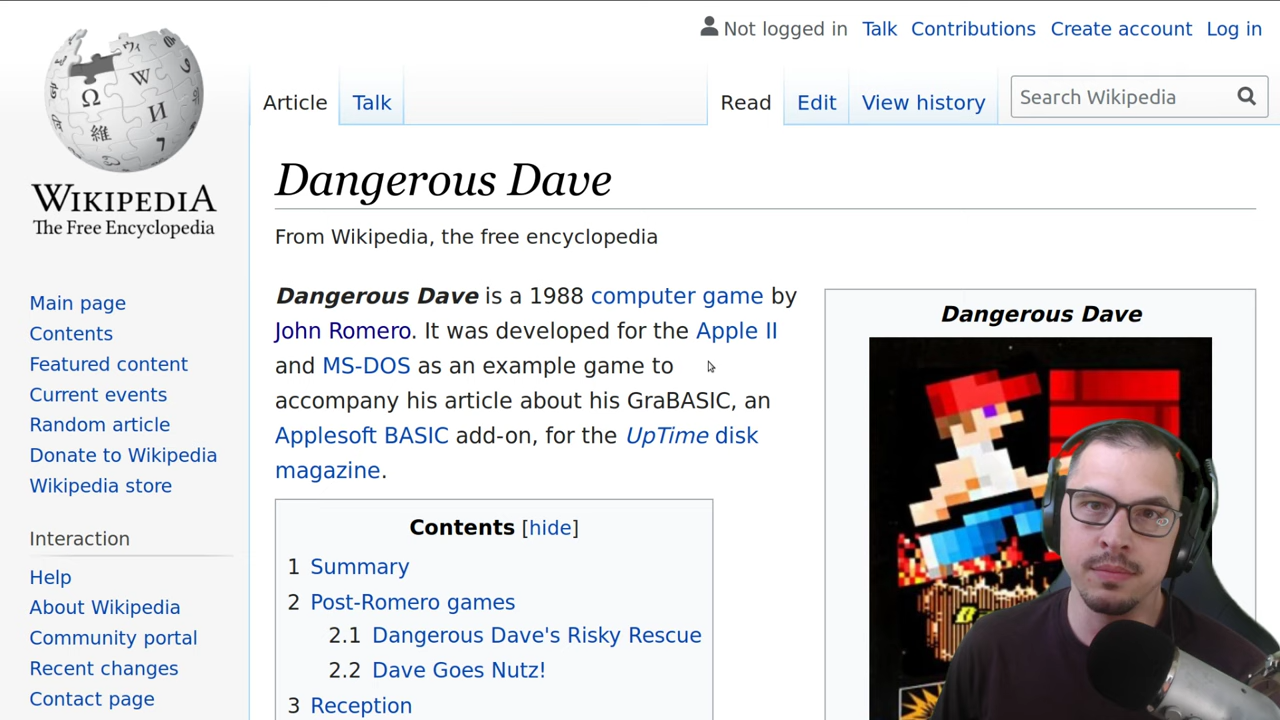 Not logged in Talk Contributions Create account Log in
Article Talk Read Edit View history Search Wikipedia
WIKIPEDIA
The Free Encyclopedia
Main page
Contents
Featured content
Current events
Random article
Donate to Wikipedia
Wikipedia store
Interaction
Help
About Wikipedia
Community portal
Recent changes
Contact page
Dangerous Dave
From Wikipedia, the free encyclopedia
Dangerous Dave is a 1988 computer game by
John Romero. It was developed for the Apple II
and MS-DOS as an example game to
accompany his article about his GraBASIC, an
Applesoft BASIC add-on, for the UpTime disk
magazine.
Contents [hide]
1 Summary
2 Post-Romero games
2.1 Dangerous Dave's Risky Rescue
2.2 Dave Goes Nutz!
3 Reception
Dangerous Dave